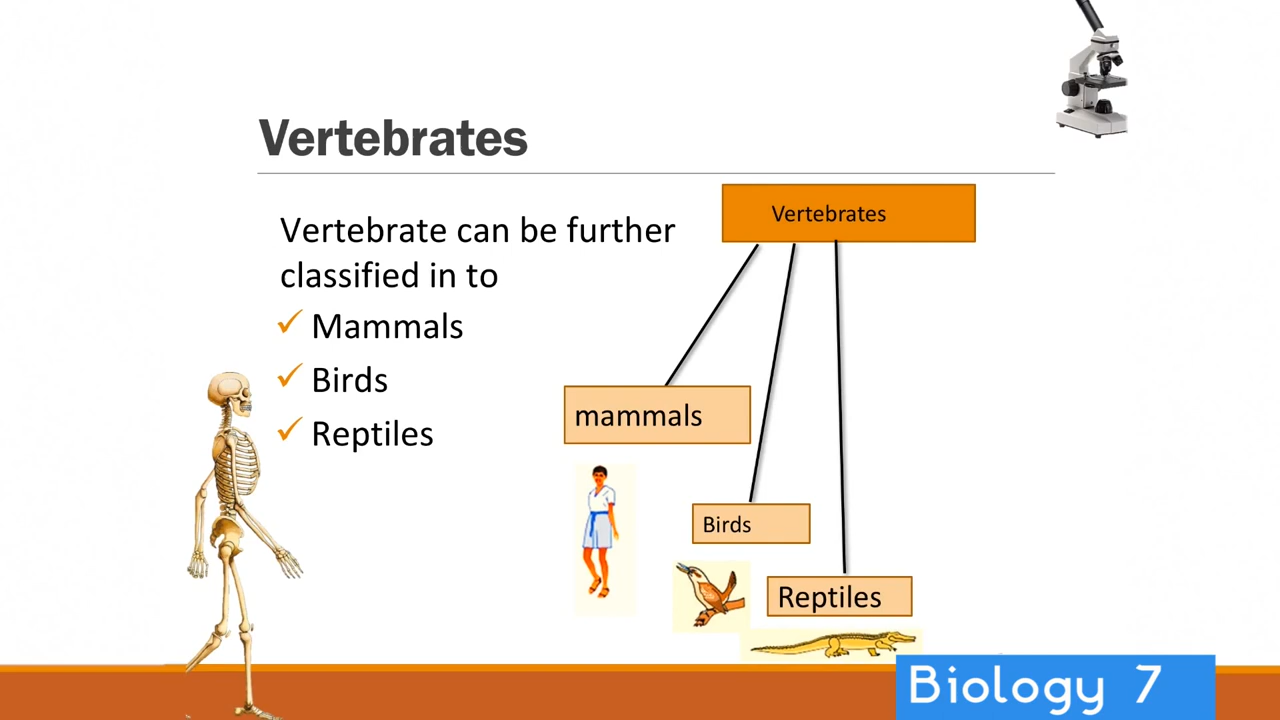 Vertebrates
Vertebrate can be further
classified in to
Mammals
Birds
Reptiles
Vertebrates
mammals
Birds
Reptiles
Biology 7